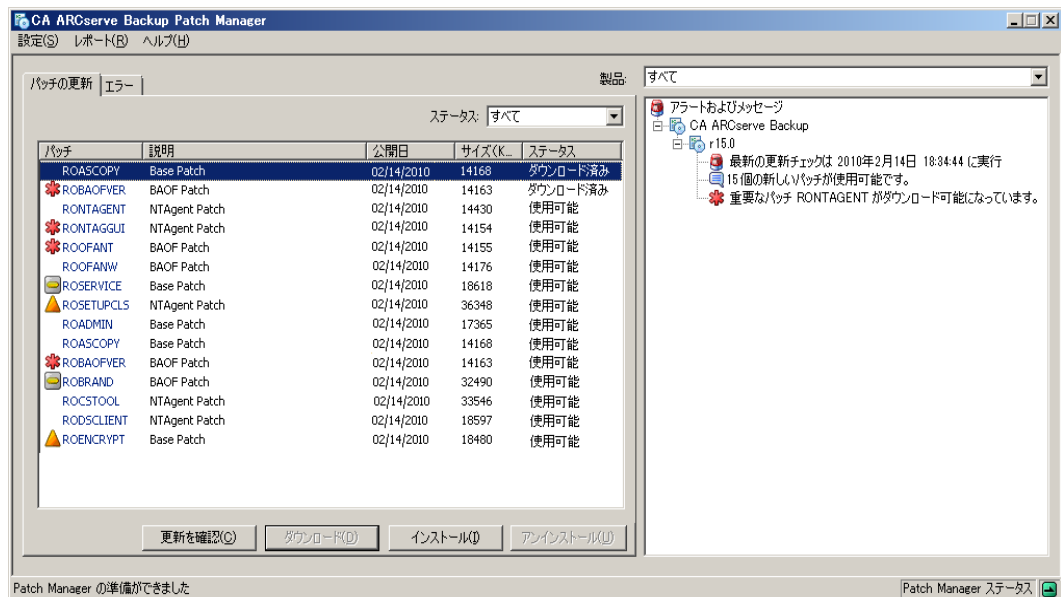 CA ARCserve Backup Patch Manager
設定(S) レポート(R) ヘルプ(H)
パッチの更新 エラー
製品: すべて
ステータス: すべて
パッチ 説明 公開日 サイズ(K... ステータス
ROASCOPY Base Patch 02/14/2010 14168 ダウンロード済み
ROBAOFVER BAOF Patch 02/14/2010 14163 ダウンロード済み
RONTAGENT NTAgent Patch 02/14/2010 14430 使用可能
RONTAGGUI NTAgent Patch 02/14/2010 14154 使用可能
ROOFANT BAOF Patch 02/14/2010 14155 使用可能
ROOFANW BAOF Patch 02/14/2010 14176 使用可能
ROSERVICE Base Patch 02/14/2010 18618 使用可能
ROSETUPCLS NTAgent Patch 02/14/2010 36348 使用可能
ROADMIN Base Patch 02/14/2010 17365 使用可能
ROASCOPY Base Patch 02/14/2010 14168 使用可能
ROBAOFVER BAOF Patch 02/14/2010 14163 使用可能
ROBRAND BAOF Patch 02/14/2010 32490 使用可能
ROCSTOOL NTAgent Patch 02/14/2010 33546 使用可能
RODSCLIENT NTAgent Patch 02/14/2010 18597 使用可能
ROENCRYPT Base Patch 02/14/2010 18480 使用可能
更新を確認(C) ダウンロード(D) インストール(I) アンインストール(U)
アラートおよびメッセージ
CA ARCserve Backup
r15.0
最新の更新チェックは 2010年2月14日 18:34:44 に実行
15 個の新しいパッチが使用可能です。
重要なパッチ RONTAGENT がダウンロード可能になっています。
Patch Manager の準備ができました
Patch Manager ステータス